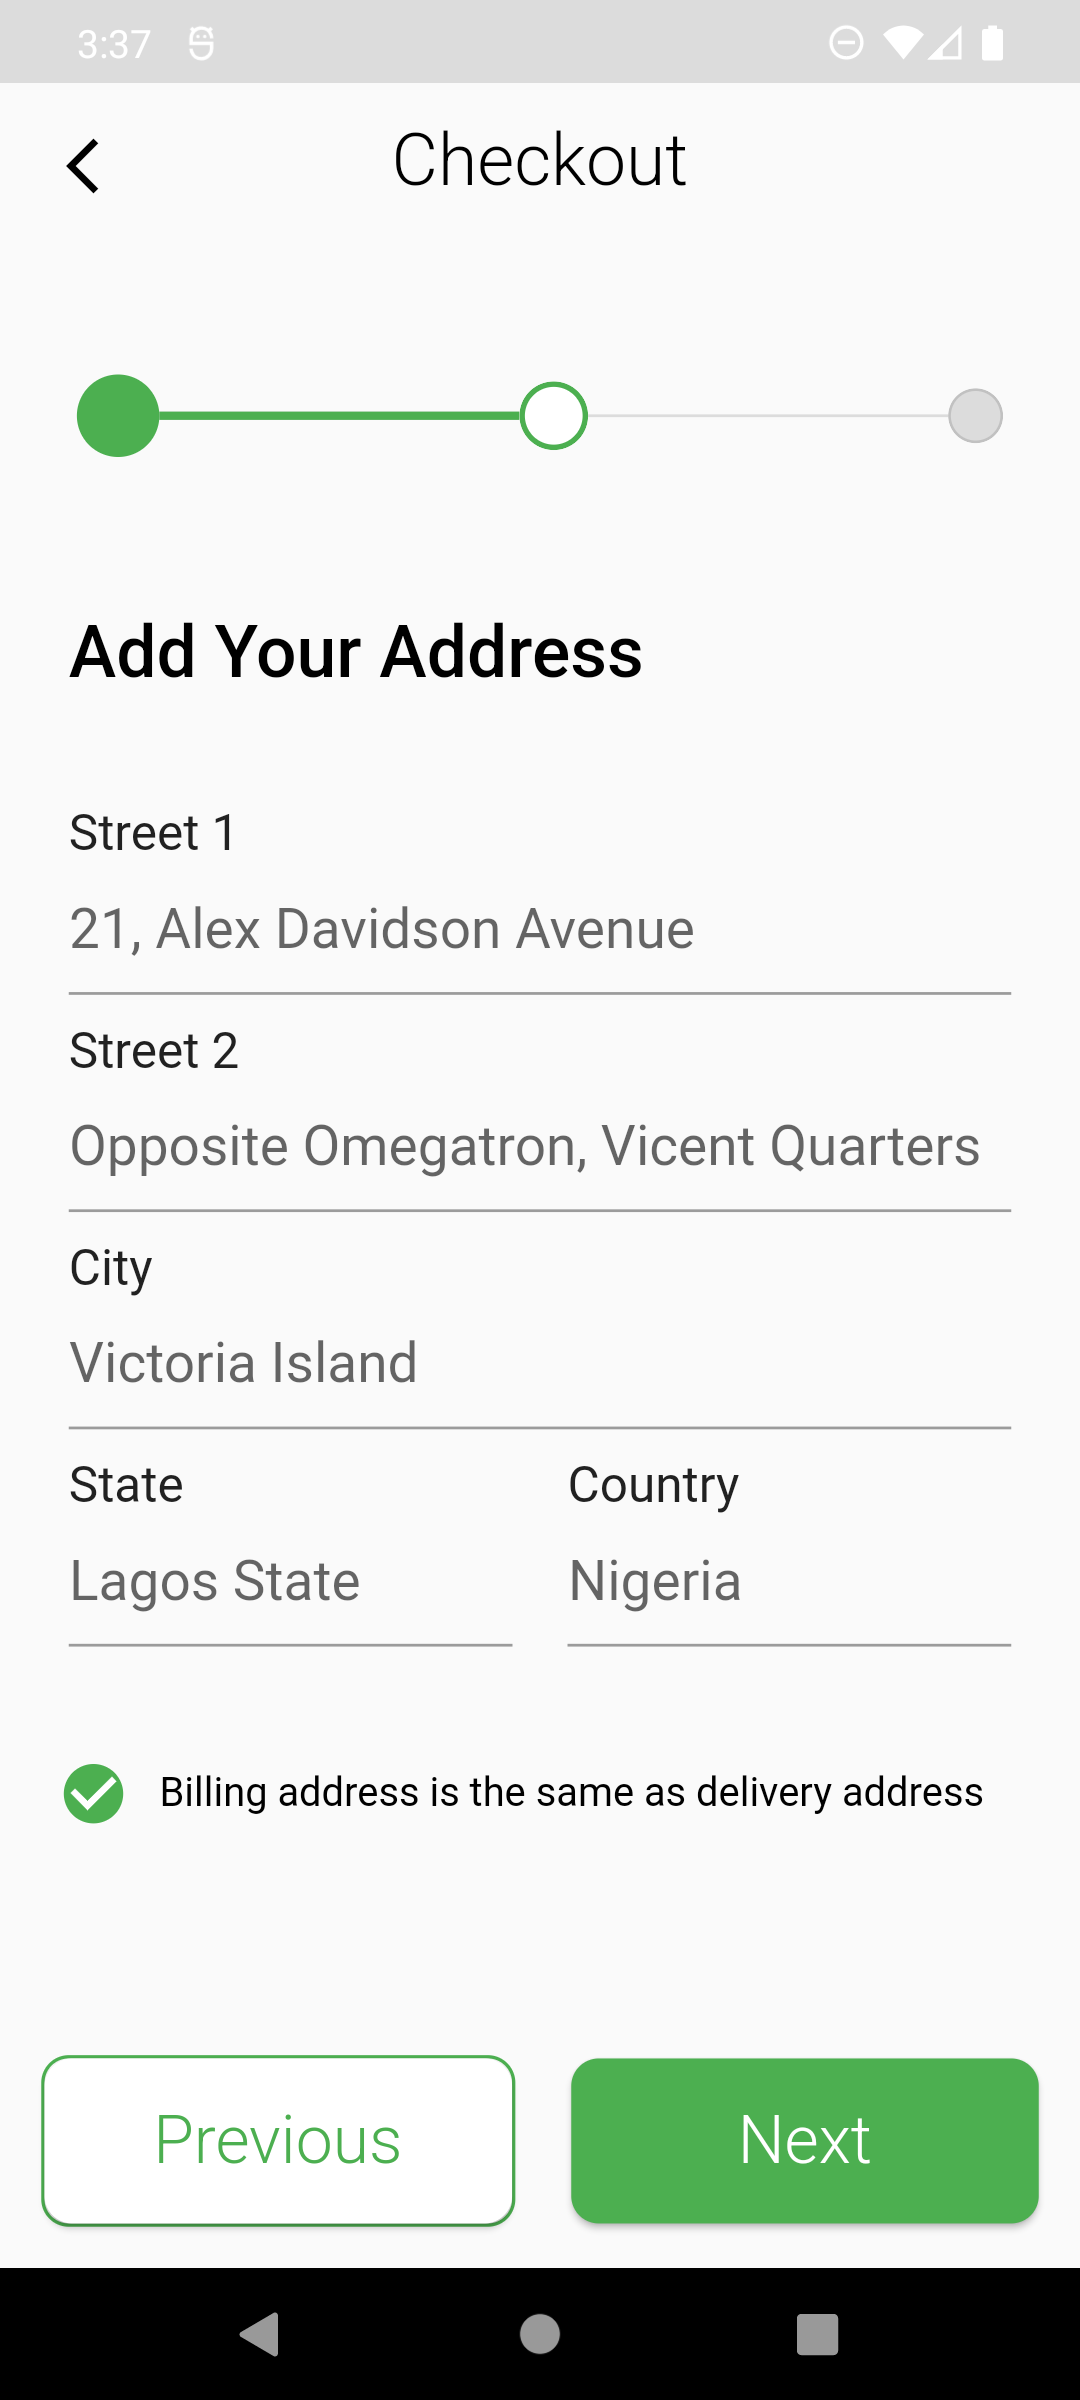 3:37
Checkout
Add Your Address
Street 1
21, Alex Davidson Avenue
Street 2
Opposite Omegatron, Vicent Quarters
City
Victoria Island
State Country
Lagos State Nigeria
Billing address is the same as delivery address
Previous Next